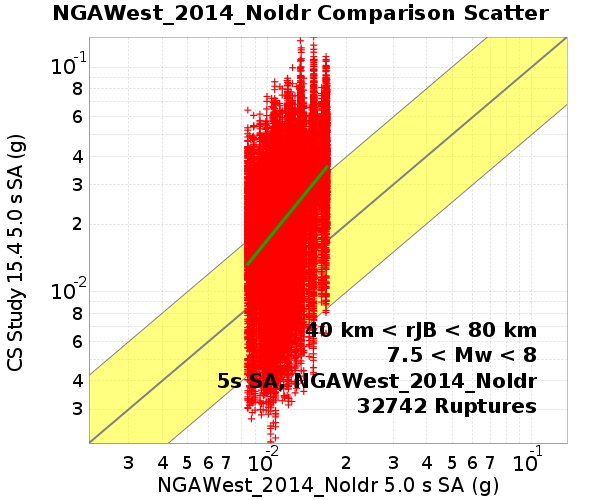 NGAWest_2014_NoIdr Comparison Scatter
10-1
8
6
4
3
2
10-2
8
6
4
3
CS Study 15.4 5.0 s SA (g)
40 km < rJB < 80 km
7.5 < Mw < 8
5s SA, NGAWest_2014_NoIdr
32742 Ruptures
3 4 5 6 7 10-2 2 3 4 5 6 7 8 10-1
NGAWest_2014_NoIdr 5.0 s SA (g)